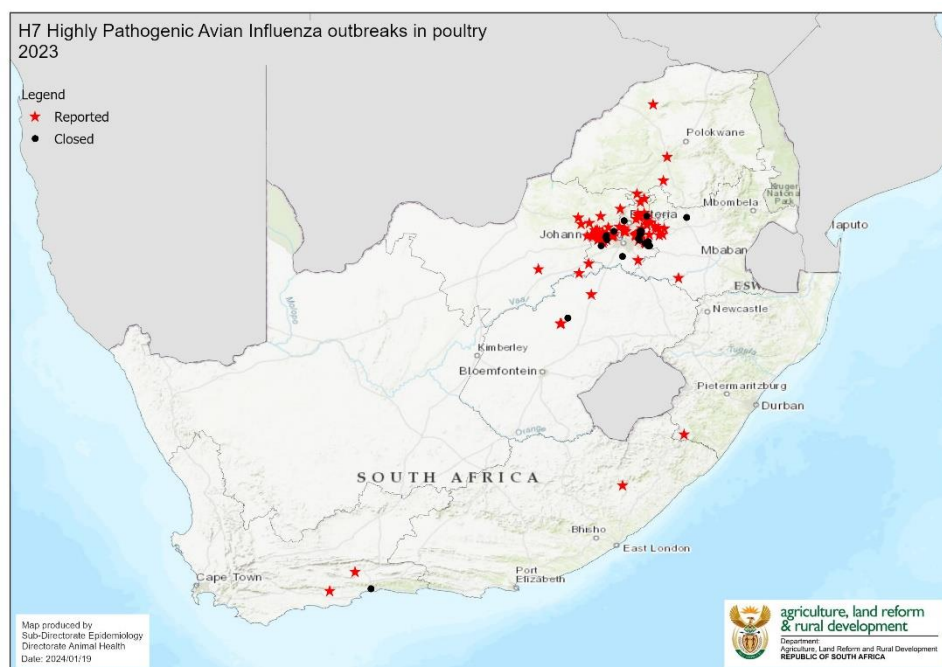 H7 Highly Pathogenic Avian Influenza outbreaks in poultry
2023
Legend
Reported
Closed
Polokwane
Kruger
National
Park
Mbombela
Pretoria
Johann
Maputo
Mbaban
ESW
Vaal
Newcastle
Molopo
Kimberley
Bloemfontein
Tugela
Pietermaritzburg
Durban
Orange
SOUTH AFRICA
Bhisho
East London
Port
Elizabeth
Cape Town
Map produced by
Sub-Directorate Epidemiology
Directorate Animal Health
Date: 2024/01/19
agriculture, land reform
& rural development
Department:
Agriculture, Land Reform and Rural Development
REPUBLIC OF SOUTH AFRICA